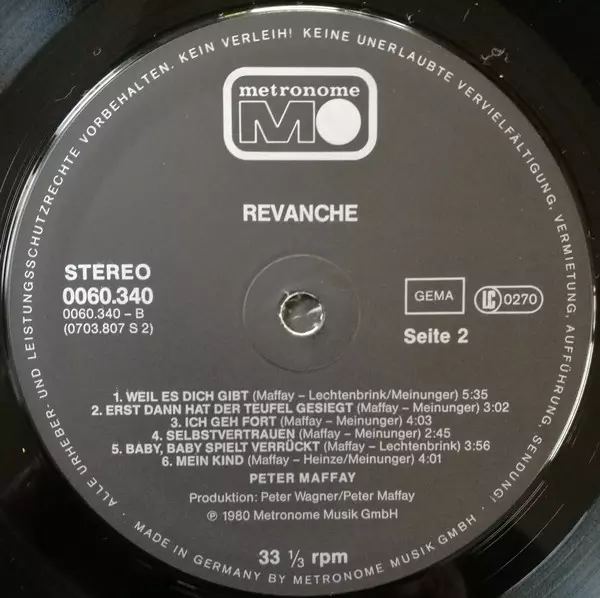 ALLE URHEBER- UND LEISTUNGSSCHUTZRECHTE VORBEHALTEN. KEIN VERLEIH! KEINE UNERLAUBTE VERVIELFÄLTIGUNG, VERMIETUNG, AUFFÜHRUNG, SENDUNG!
metronome
M
REVANCHE
STEREO
0060.340
0060.340 – B
(0703.807 S 2)
GEMA
LC 0270
Seite 2
1. WEIL ES DICH GIBT (Maffay – Lechtenbrink/Meinunger) 5:35
2. ERST DANN HAT DER TEUFEL GESIEGT (Maffay – Meinunger) 3:02
3. ICH GEH FORT (Maffay – Meinunger) 4:03
4. SELBSTVERTRAUEN (Maffay – Meinunger) 2:45
5. BABY, BABY SPIELT VERRÜCKT (Maffay – Lechtenbrink) 3:56
6. MEIN KIND (Maffay – Heinze/Meinunger) 4:01
PETER MAFFAY
Produktion: Peter Wagner/Peter Maffay
℗ 1980 Metronome Musik GmbH
33 ⅓ rpm
· MADE IN GERMANY BY METRONOME MUSIK GMBH ·